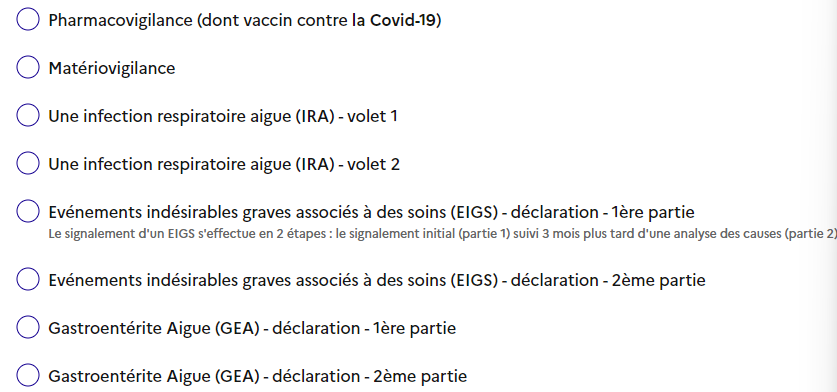 Pharmacovigilance (dont vaccin contre la Covid-19)
Matériovigilance
Une infection respiratoire aigue (IRA) - volet 1
Une infection respiratoire aigue (IRA) - volet 2
Evénements indésirables graves associés à des soins (EIGS) - déclaration - 1ère partie
Le signalement d'un EIGS s'effectue en 2 étapes : le signalement initial (partie 1) suivi 3 mois plus tard d'une analyse des causes (partie 2)
Evénements indésirables graves associés à des soins (EIGS) - déclaration - 2ème partie
Gastroentérite Aigue (GEA) - déclaration - 1ère partie
Gastroentérite Aigue (GEA) - déclaration - 2ème partie